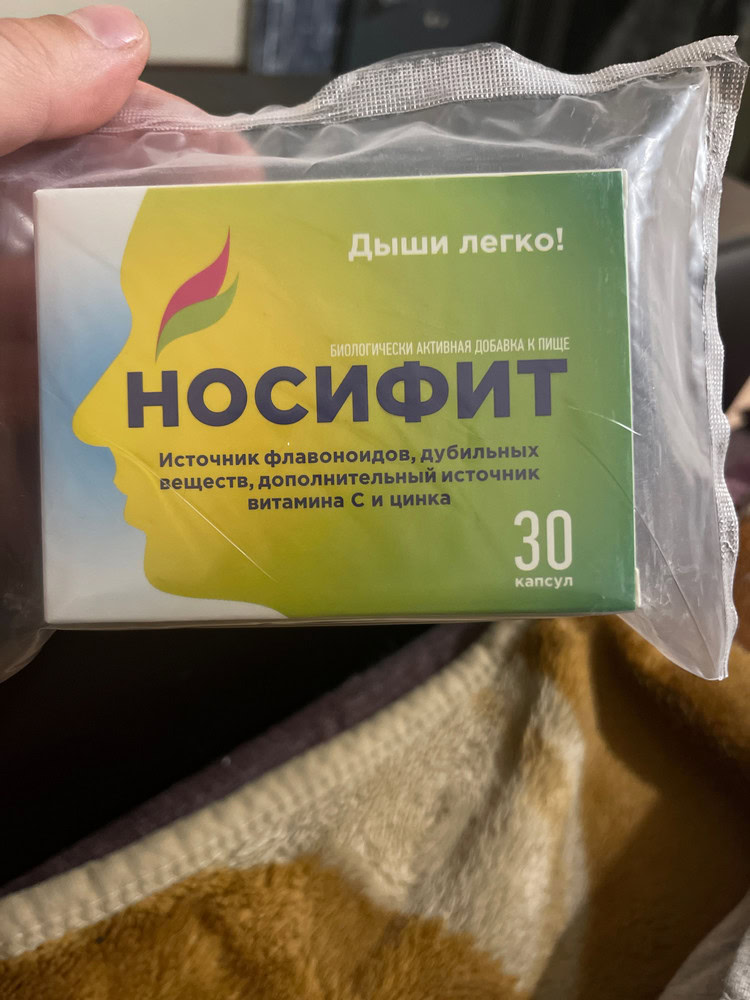 Дыши легко!
БИОЛОГИЧЕСКИ АКТИВНАЯ ДОБАВКА К ПИЩЕ
НОСИФИТ
Источник флавоноидов, дубильных
веществ, дополнительный источник
витамина С и цинка
30
капсул